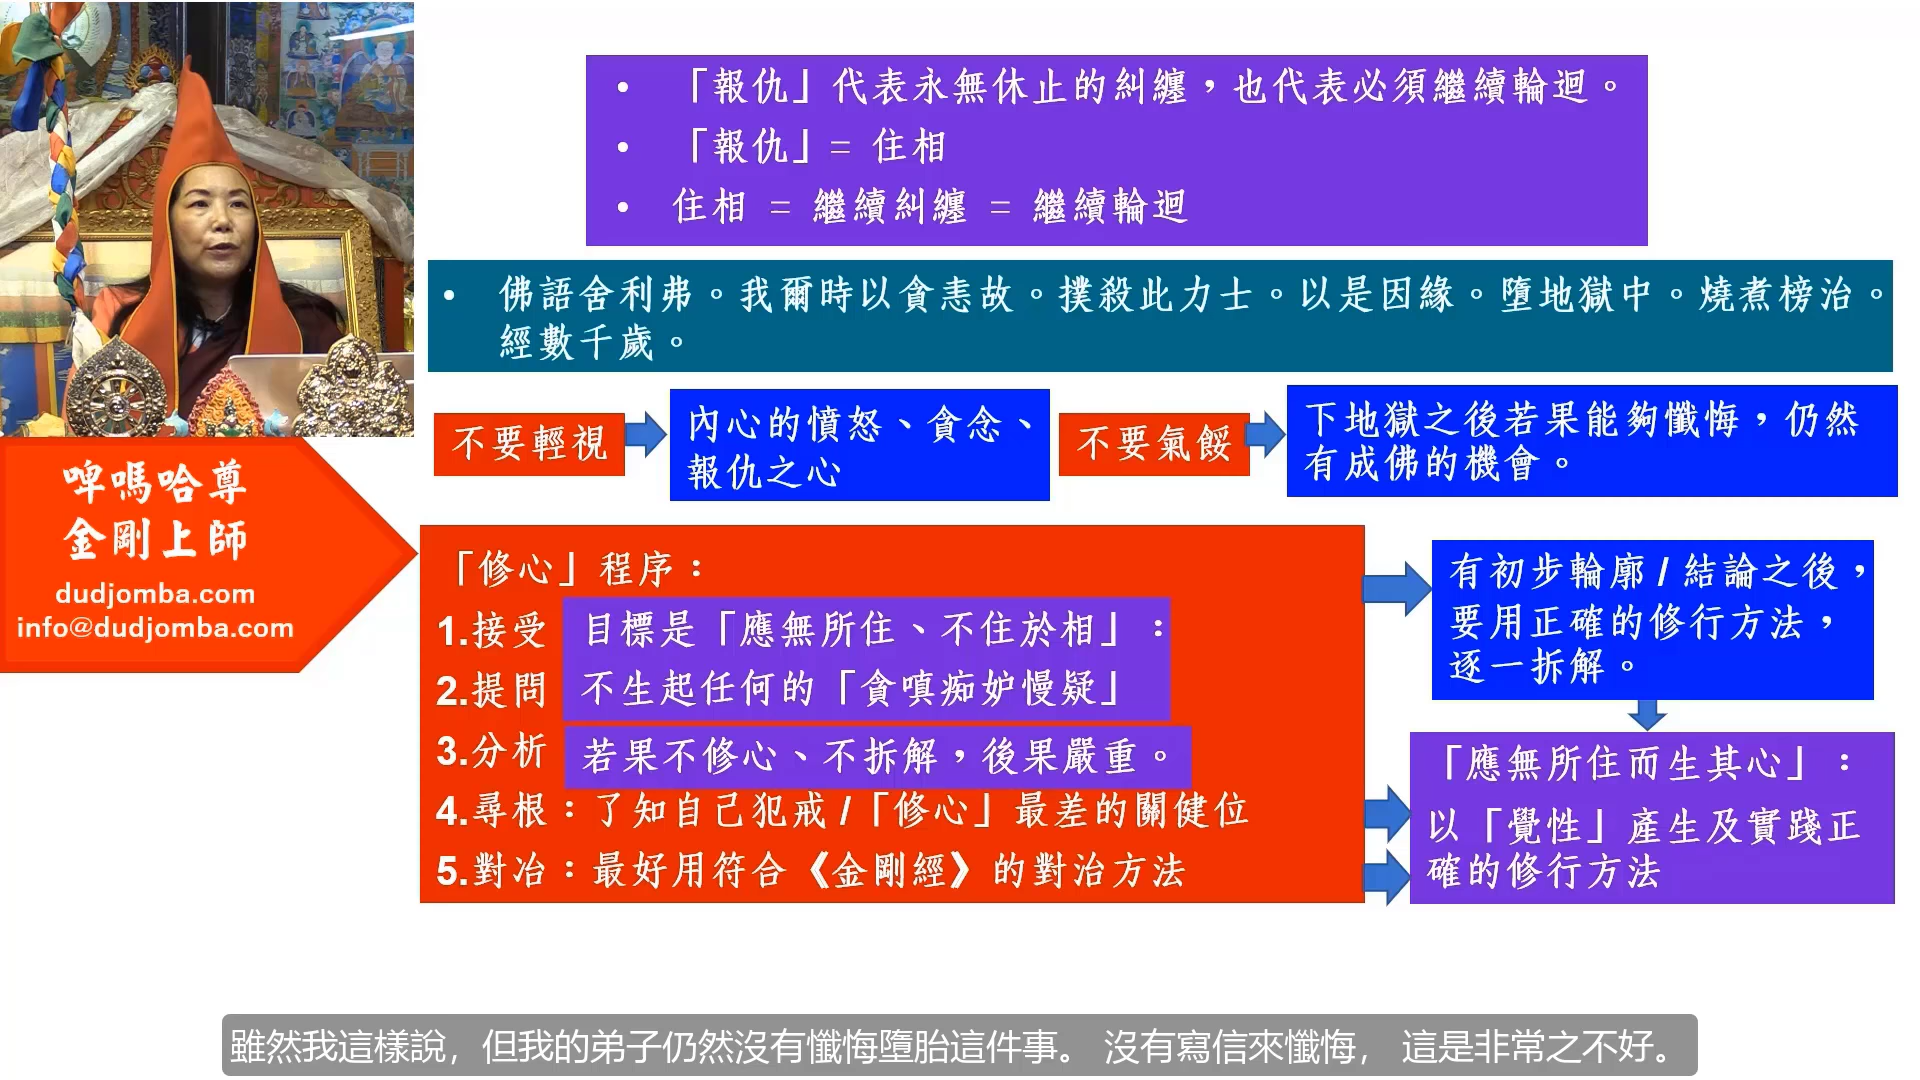 • 「報仇」代表永無休止的糾纏，也代表必須繼續輪迴。
• 「報仇」= 住相
• 住相 = 繼續糾纏 = 繼續輪迴
• 佛語舍利弗。我爾時以貪恚故。撲殺此力士。以是因緣。墮地獄中。燒煮榜治。
經數千歲。
不要輕視
內心的憤怒、貪念、
報仇之心
不要氣餒
下地獄之後若果能夠懺悔，仍然
有成佛的機會。
啤嗎哈尊
金剛上師
dudjomba.com
info@dudjomba.com
「修心」程序：
1.接受
目標是「應無所住、不住於相」：
2.提問
不生起任何的「貪嗔痴妒慢疑」
3.分析
若果不修心、不拆解，後果嚴重。
4.尋根：了知自己犯戒 /「修心」最差的關健位
5.對冶：最好用符合《金剛經》的對治方法
有初步輪廓 / 結論之後，
要用正確的修行方法，
逐一拆解。
「應無所住而生其心」：
以「覺性」產生及實踐正
確的修行方法
雖然我這樣說，但我的弟子仍然沒有懺悔墮胎這件事。 沒有寫信來懺悔， 這是非常之不好。